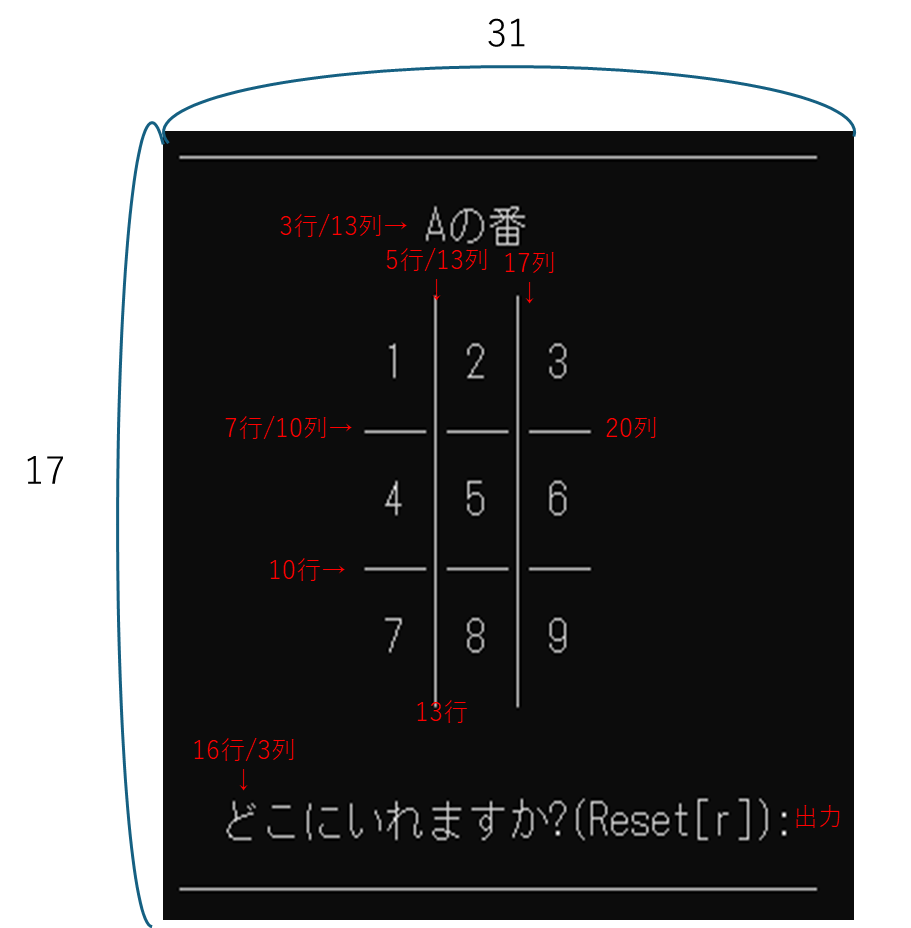 31
3行/13列→ Aの番
5行/13列 17列
↓ ↓
1 2 3
7行/10列→ 20列
17
4 5 6
10行→
7 8 9
13行
16行/3列
↓
どこにいれますか?(Reset[r]):出力